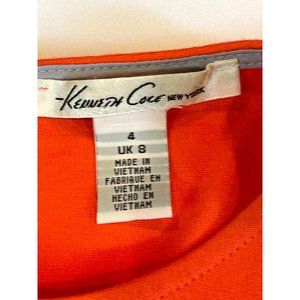 Kenneth Cole NEW YORK
4
UK 8
MADE IN
VIETNAM
FABRIQUE EN
VIETNAM
HECHO EN
VIETNAM